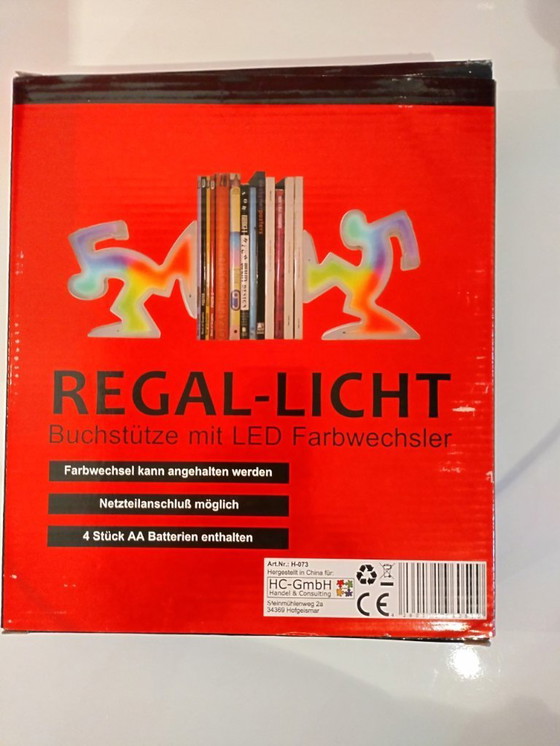 REGAL-LICHT
Buchstütze mit LED Farbwechsler
Farbwechsel kann angehalten werden
Netzteilanschluß möglich
4 Stück AA Batterien enthalten
Art.Nr.: H-073
Hergestellt in China für:
HC-GmbH
Handel & Consulting
Steinmühlenweg 2a
34369 Hofgeismar
CE